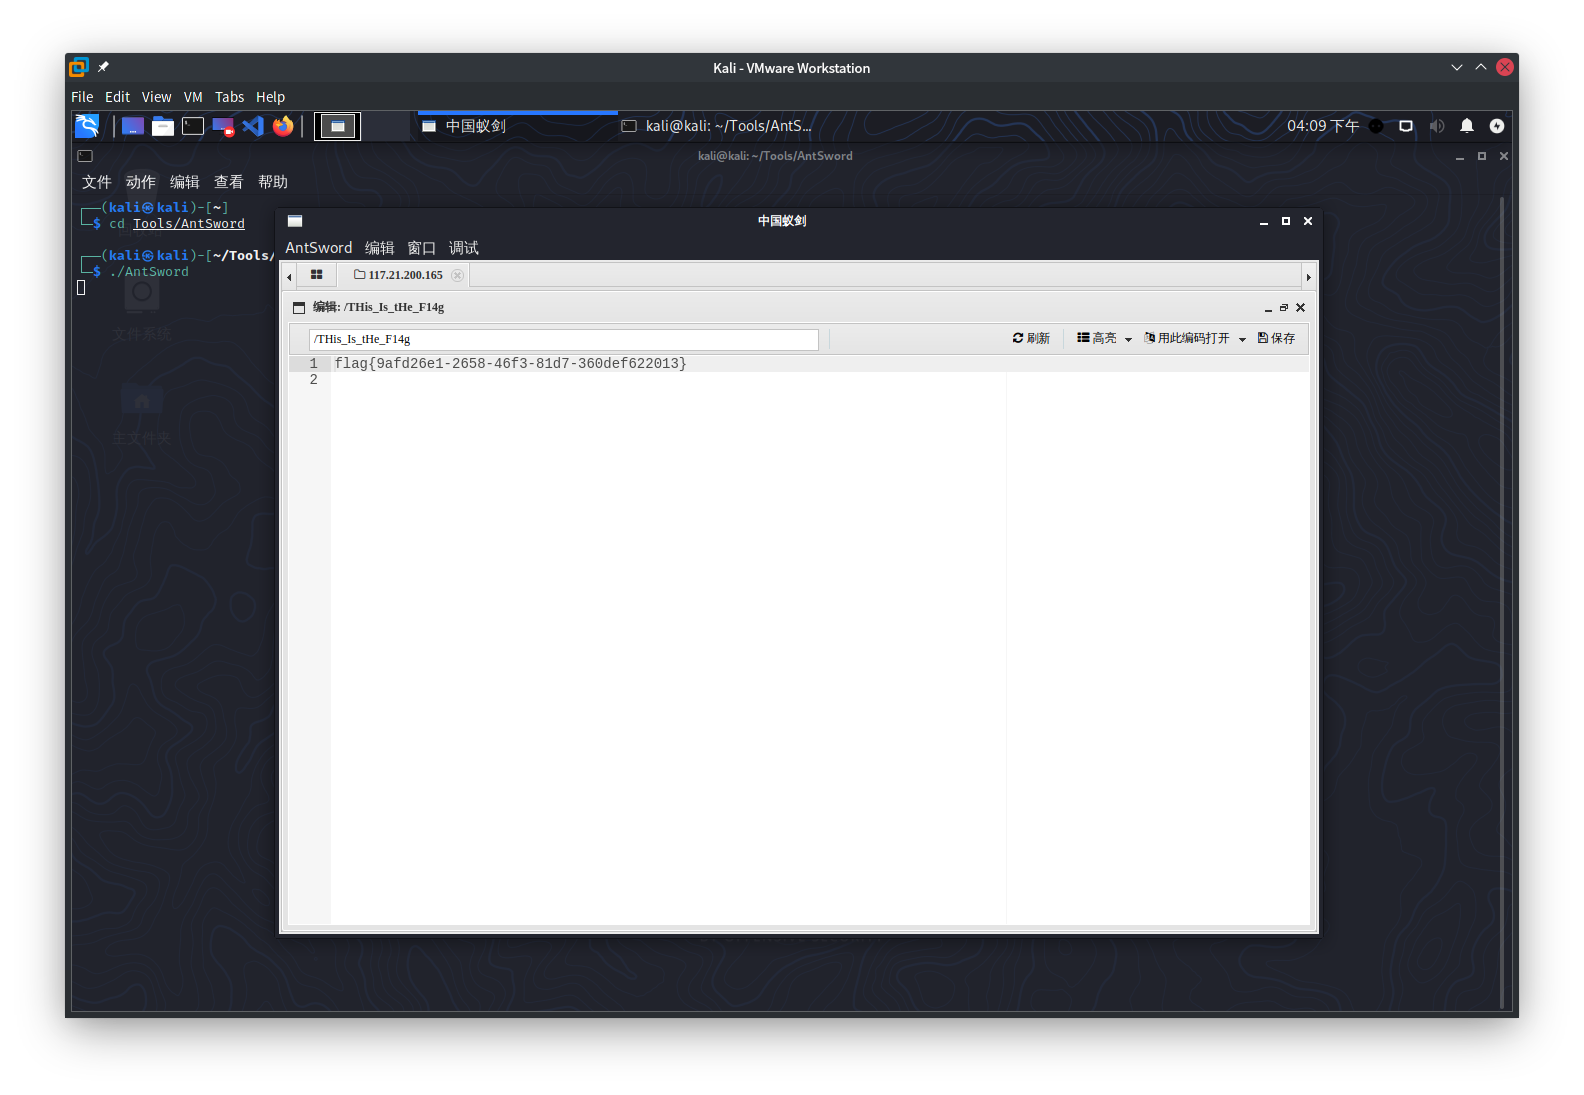 Kali - VMware Workstation
File Edit View VM Tabs Help
中国蚁剑 kali@kali: ~/Tools/AntS... 04:09 下午
kali@kali: ~/Tools/AntSword
文件 动作 编辑 查看 帮助
┌──(kali㉿kali)-[~]
└─$ cd Tools/AntSword
┌──(kali㉿kali)-[~/Tools/
└─$ ./AntSword
文件系统
主文件夹
中国蚁剑
AntSword 编辑 窗口 调试
117.21.200.165
编辑: /THis_Is_tHe_F14g
/THis_Is_tHe_F14g 刷新 高亮 用此编码打开 保存
1 flag{9afd26e1-2658-46f3-81d7-360def622013}
2